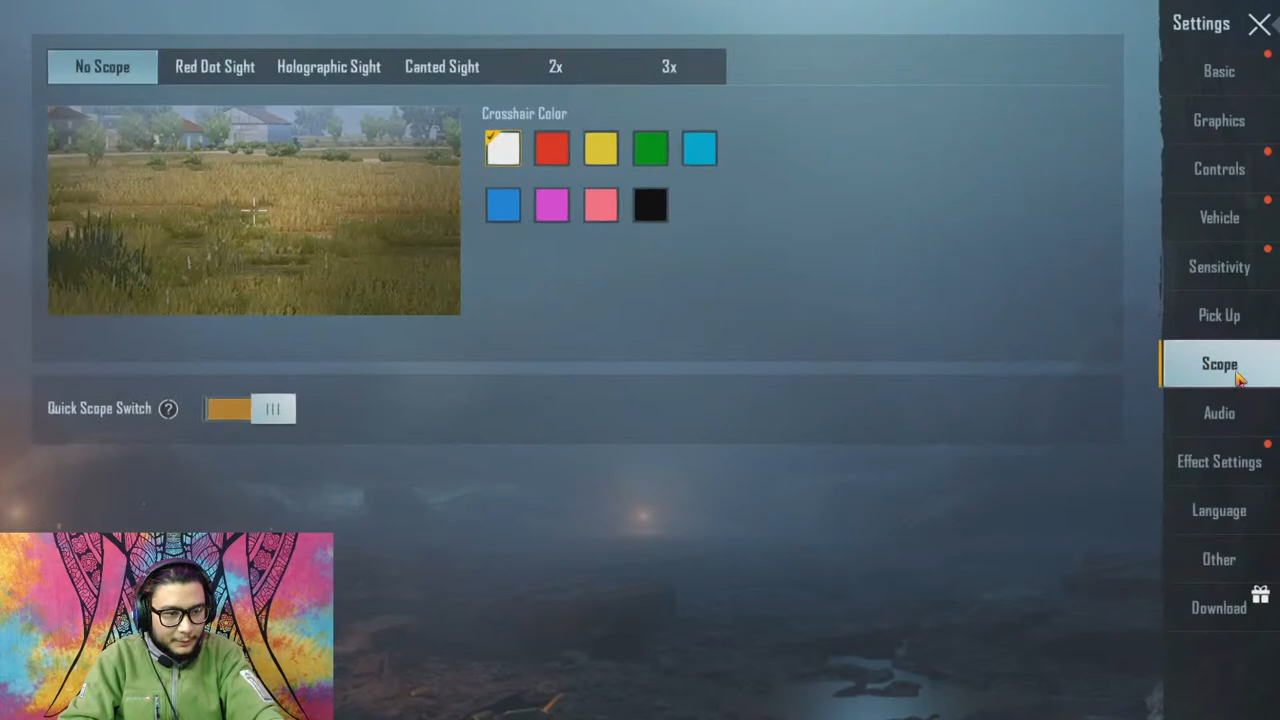 Settings
No Scope
Red Dot Sight
Holographic Sight
Canted Sight
2x
3x
Crosshair Color
Quick Scope Switch ?
Basic
Graphics
Controls
Vehicle
Sensitivity
Pick Up
Scope
Audio
Effect Settings
Language
Other
Download